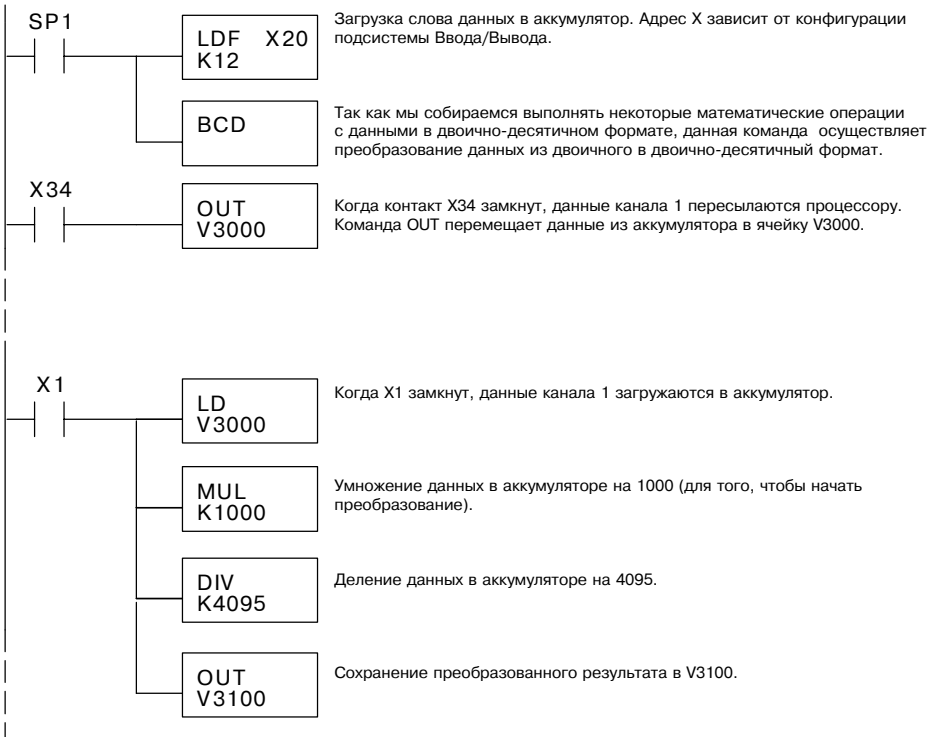 SP1
LDF X20
K12
Загрузка слова данных в аккумулятор. Адрес X зависит от конфигурации
подсистемы Ввода/Вывода.
BCD
Так как мы собираемся выполнять некоторые математические операции
с данными в двоично-десятичном формате, данная команда осуществляет
преобразование данных из двоичного в двоично-десятичный формат.
X34
OUT
V3000
Когда контакт X34 замкнут, данные канала 1 пересылаются процессору.
Команда OUT перемещает данные из аккумулятора в ячейку V3000.
X1
LD
V3000
Когда X1 замкнут, данные канала 1 загружаются в аккумулятор.
MUL
K1000
Умножение данных в аккумуляторе на 1000 (для того, чтобы начать
преобразование).
DIV
K4095
Деление данных в аккумуляторе на 4095.
OUT
V3100
Сохранение преобразованного результата в V3100.